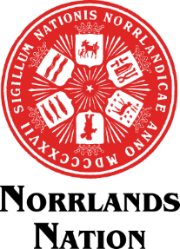 SIGILLUM NATIONIS NORRLANDICAE ANNO MDCCCXXVII
NORRLANDS
NATION